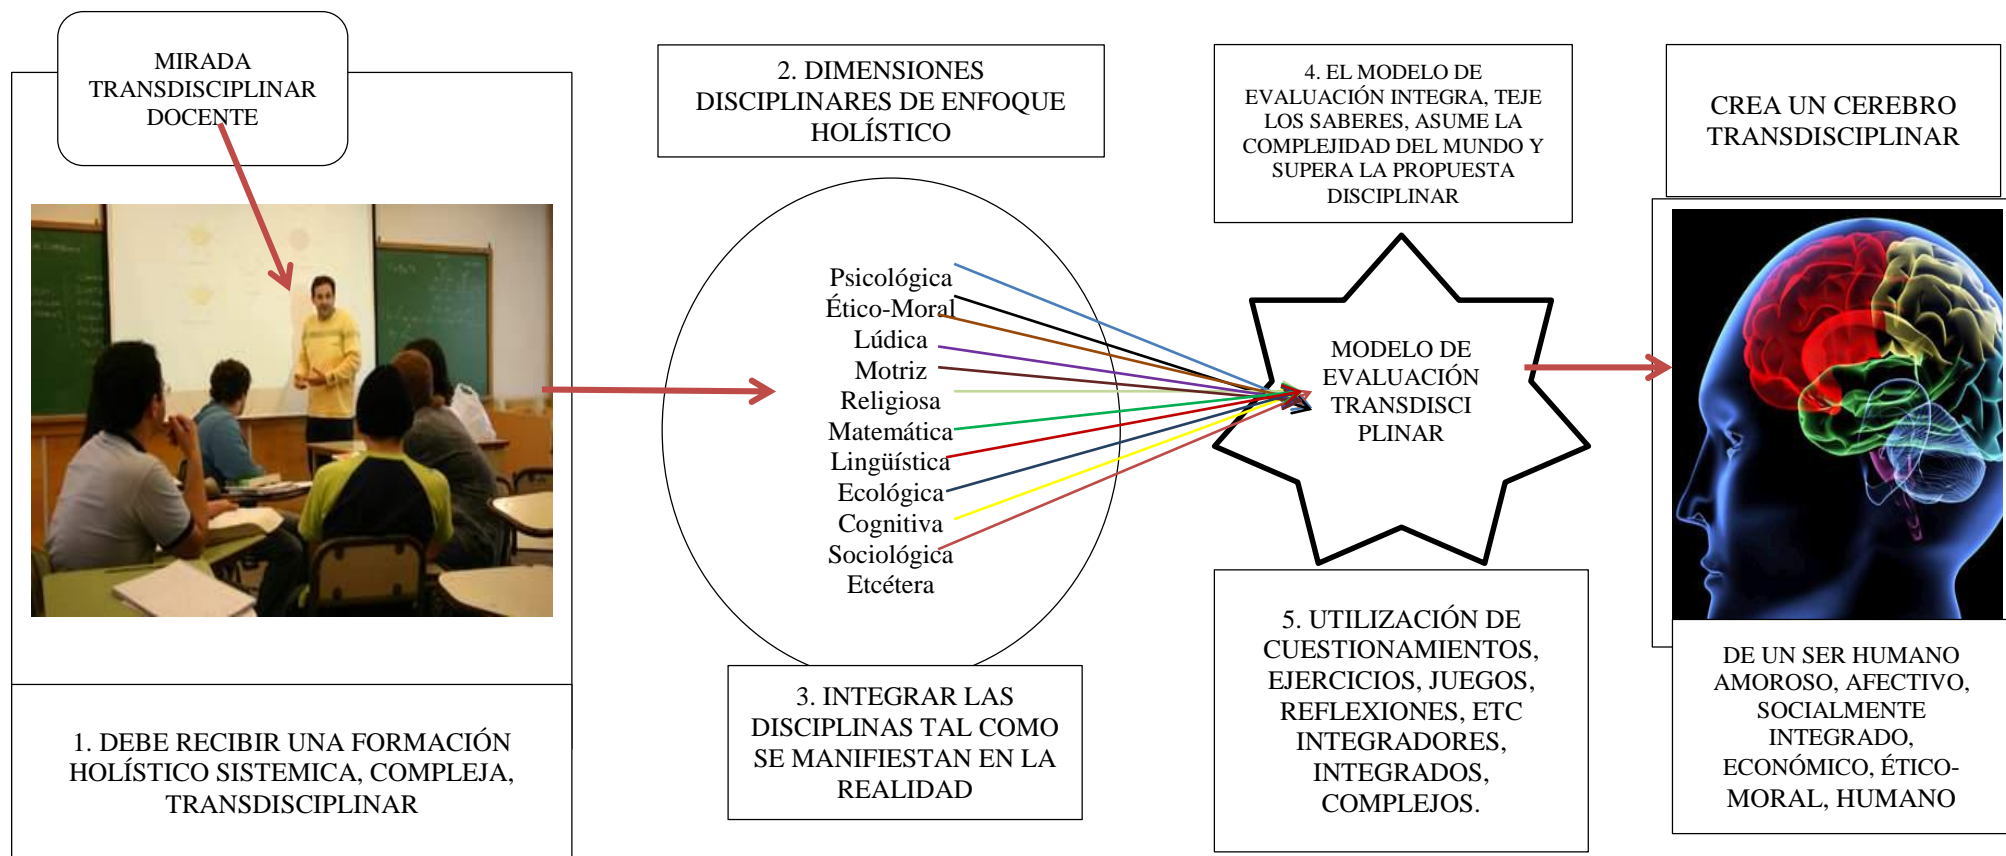 MIRADA
TRANSDISCIPLINAR
DOCENTE
1. DEBE RECIBIR UNA FORMACIÓN
HOLÍSTICO SISTEMICA, COMPLEJA,
TRANSDISCIPLINAR
2. DIMENSIONES
DISCIPLINARES DE ENFOQUE
HOLÍSTICO
Psicológica
Ético-Moral
Lúdica
Motriz
Religiosa
Matemática
Lingüística
Ecológica
Cognitiva
Sociológica
Etcétera
3. INTEGRAR LAS
DISCIPLINAS TAL COMO
SE MANIFIESTAN EN LA
REALIDAD
4. EL MODELO DE
EVALUACIÓN INTEGRA, TEJE
LOS SABERES, ASUME LA
COMPLEJIDAD DEL MUNDO Y
SUPERA LA PROPUESTA
DISCIPLINAR
MODELO DE
EVALUACIÓN
TRANSDISCI
PLINAR
5. UTILIZACIÓN DE
CUESTIONAMIENTOS,
EJERCICIOS, JUEGOS,
REFLEXIONES, ETC
INTEGRADORES,
INTEGRADOS,
COMPLEJOS.
CREA UN CEREBRO
TRANSDISCIPLINAR
DE UN SER HUMANO
AMOROSO, AFECTIVO,
SOCIALMENTE
INTEGRADO,
ECONÓMICO, ÉTICO-
MORAL, HUMANO